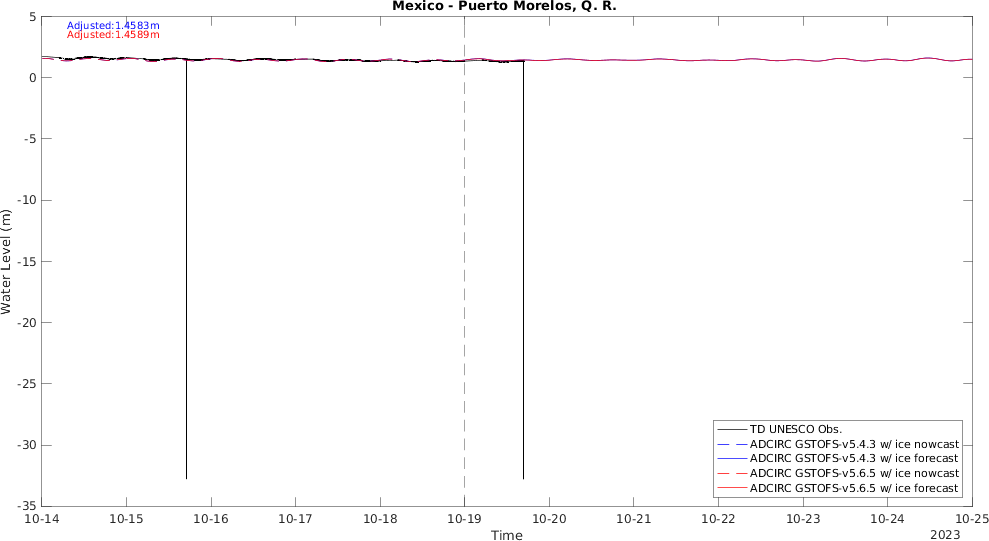 Mexico - Puerto Morelos, Q. R.
Adjusted:1.4583m
Adjusted:1.4589m
5
0
-5
-10
-15
-20
-25
-30
-35
Water Level (m)
TD UNESCO Obs.
ADCIRC GSTOFS-v5.4.3 w/ ice nowcast
ADCIRC GSTOFS-v5.4.3 w/ ice forecast
ADCIRC GSTOFS-v5.6.5 w/ ice nowcast
ADCIRC GSTOFS-v5.6.5 w/ ice forecast
10-14 10-15 10-16 10-17 10-18 10-19 10-20 10-21 10-22 10-23 10-24 10-25
Time
2023